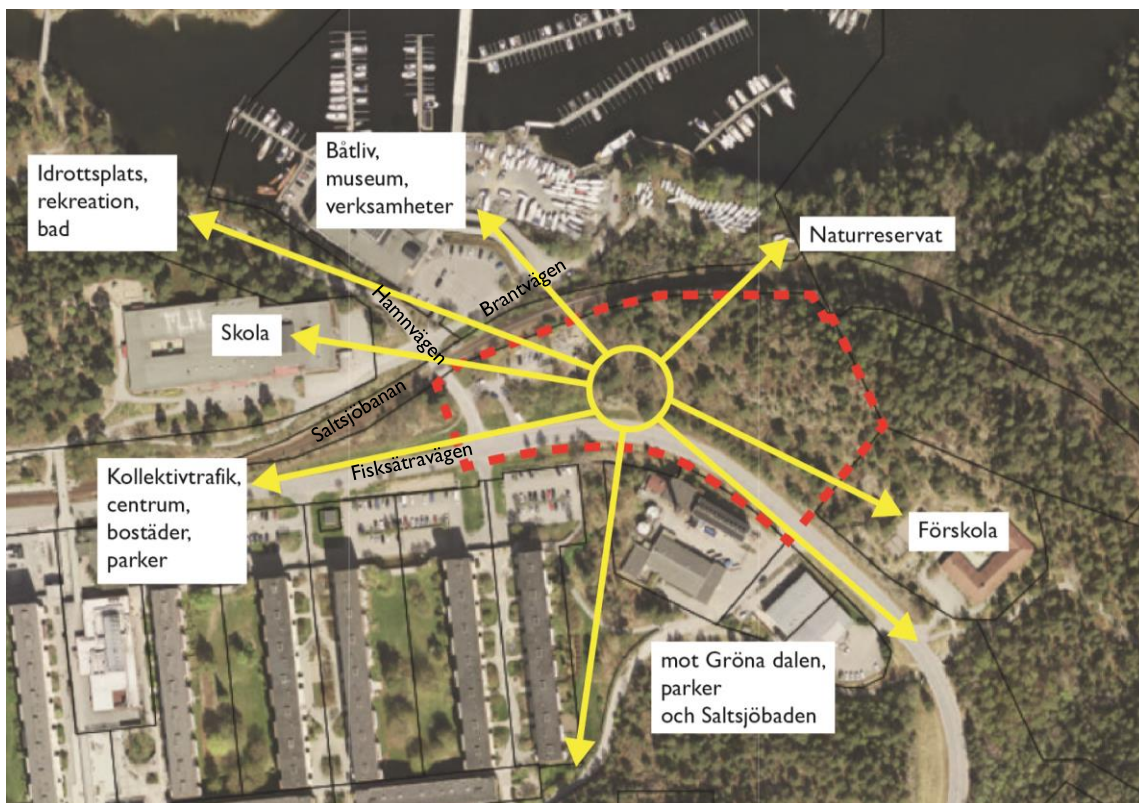 Båtliv,
museum,
verksamheter
Idrottsplats,
rekreation,
bad
Naturreservat
Brantvägen
Hamnvägen
Skola
Saltsjöbanan
Fisksätravägen
Kollektivtrafik,
centrum,
bostäder,
parker
Förskola
mot Gröna dalen,
parker
och Saltsjöbaden